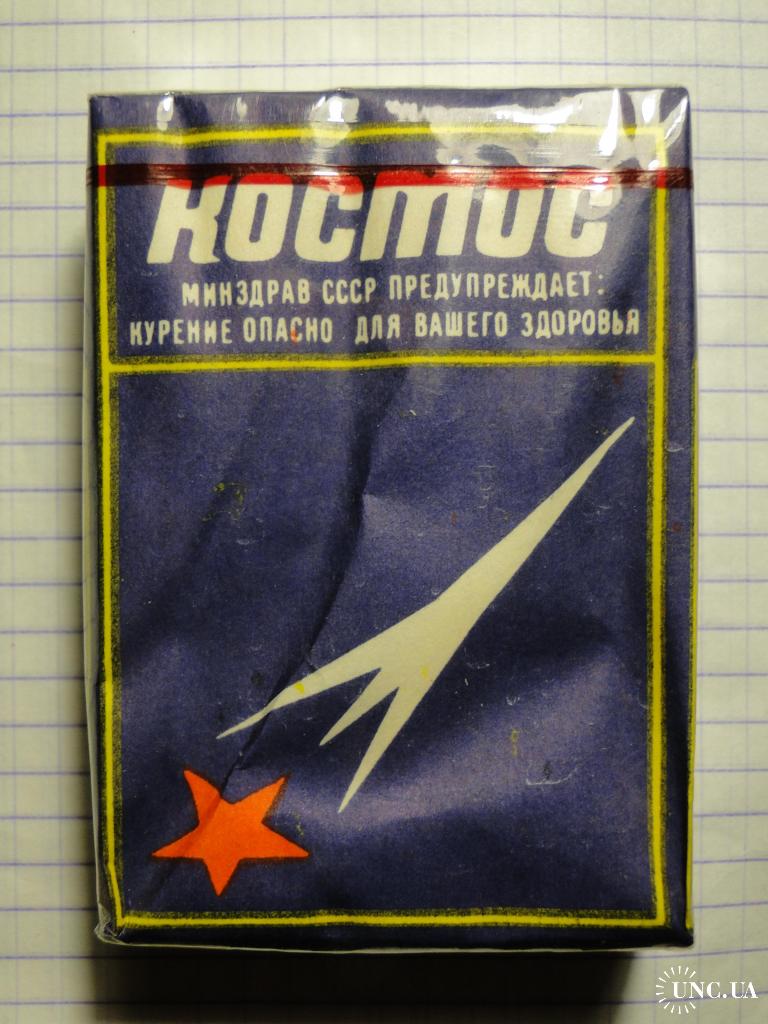 космос
МИНЗДРАВ СССР ПРЕДУПРЕЖДАЕТ:
КУРЕНИЕ ОПАСНО ДЛЯ ВАШЕГО ЗДОРОВЬЯ
UNC.UA